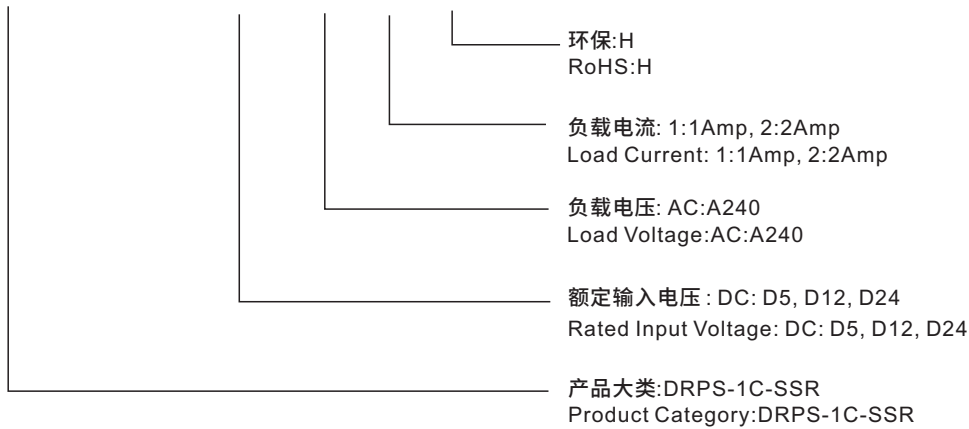 环保:H
RoHS:H
负载电流: 1:1Amp, 2:2Amp
Load Current: 1:1Amp, 2:2Amp
负载电压: AC:A240
Load Voltage:AC:A240
额定输入电压 : DC: D5, D12, D24
Rated Input Voltage: DC: D5, D12, D24
产品大类:DRPS-1C-SSR
Product Category:DRPS-1C-SSR